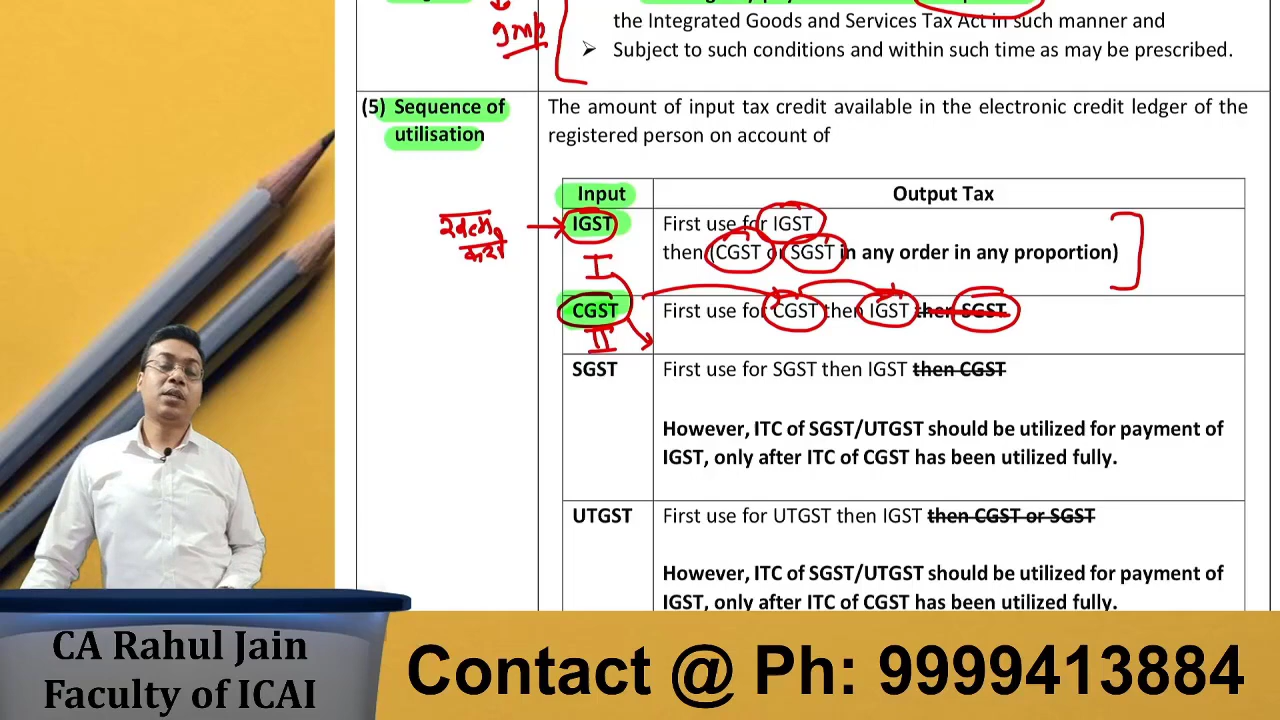 the Integrated Goods and Services Tax Act in such manner and
gmp
➤ Subject to such conditions and within such time as may be prescribed.
(5) Sequence of utilisation
The amount of input tax credit available in the electronic credit ledger of the
registered person on account of
Input Output Tax
IGST First use for IGST
then (CGST or SGST in any order in any proportion)
I
CGST First use for CGST then IGST then SGST
II
SGST First use for SGST then IGST then CGST
However, ITC of SGST/UTGST should be utilized for payment of
IGST, only after ITC of CGST has been utilized fully.
UTGST First use for UTGST then IGST then CGST or SGST
However, ITC of SGST/UTGST should be utilized for payment of
IGST, only after ITC of CGST has been utilized fully.
CA Rahul Jain
Faculty of ICAI
Contact @ Ph: 9999413884